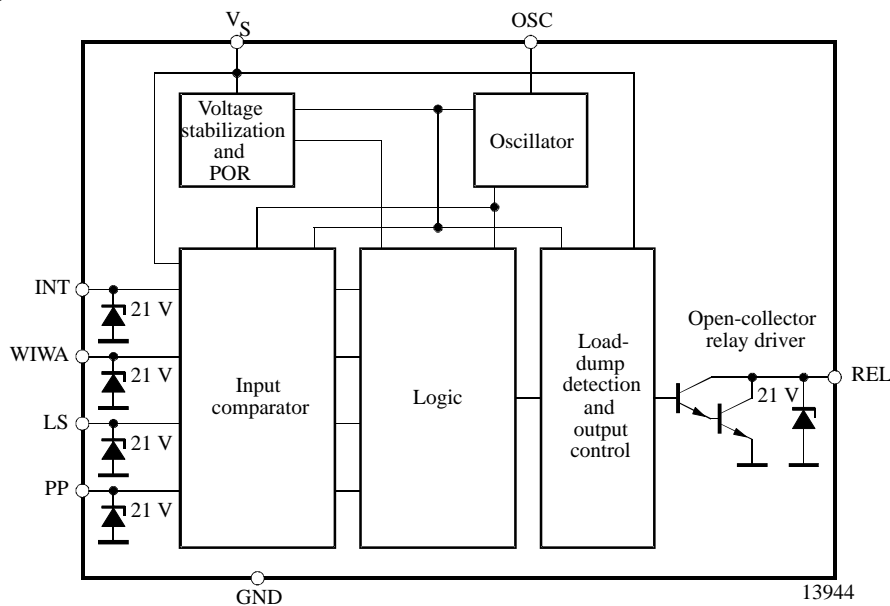 VS
OSC
Voltage
stabilization
and
POR
Oscillator
INT
21 V
WIWA
21 V
LS
21 V
PP
21 V
Input
comparator
Logic
Load-
dump
detection
and
output
control
Open-collector
relay driver
21 V
REL
GND
13944